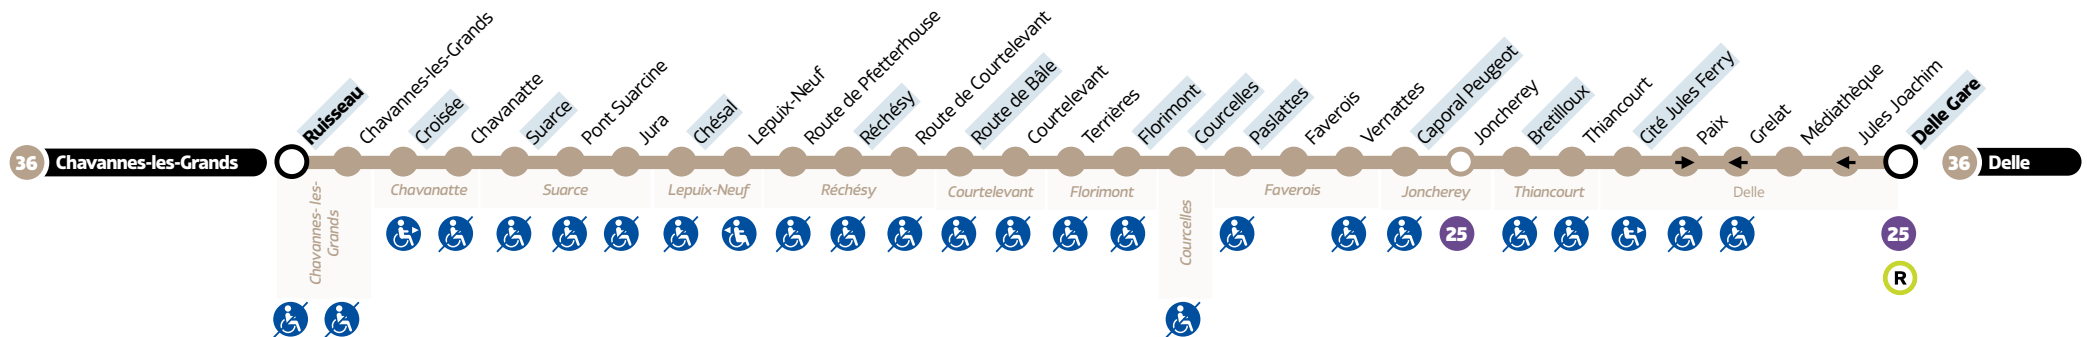 36 Chavannes-les-Grands
Ruisseau
Chavannes-les-Grands
Croisée
Chavanatte
Suarce
Pont Suarcine
Jura
Chésal
Lepuix-Neuf
Route de Pfetterhouse
Réchésy
Route de Courtelevant
Route de Bâle
Courtelevant
Terrières
Florimont
Courcelles
Paslattes
Faverois
Vernattes
Caporal Peugeot
Joncherey
Bretilloux
Thiancourt
Cité Jules Ferry
Paix
Grelat
Médiathèque
Jules Joachim
Delle Gare
36 Delle
Chavannes- les-
Grands
Chavanatte
Suarce
Lepuix-Neuf
Réchésy
Courtelevant
Florimont
Courcelles
Faverois
Joncherey
Thiancourt
Delle
25
25
R